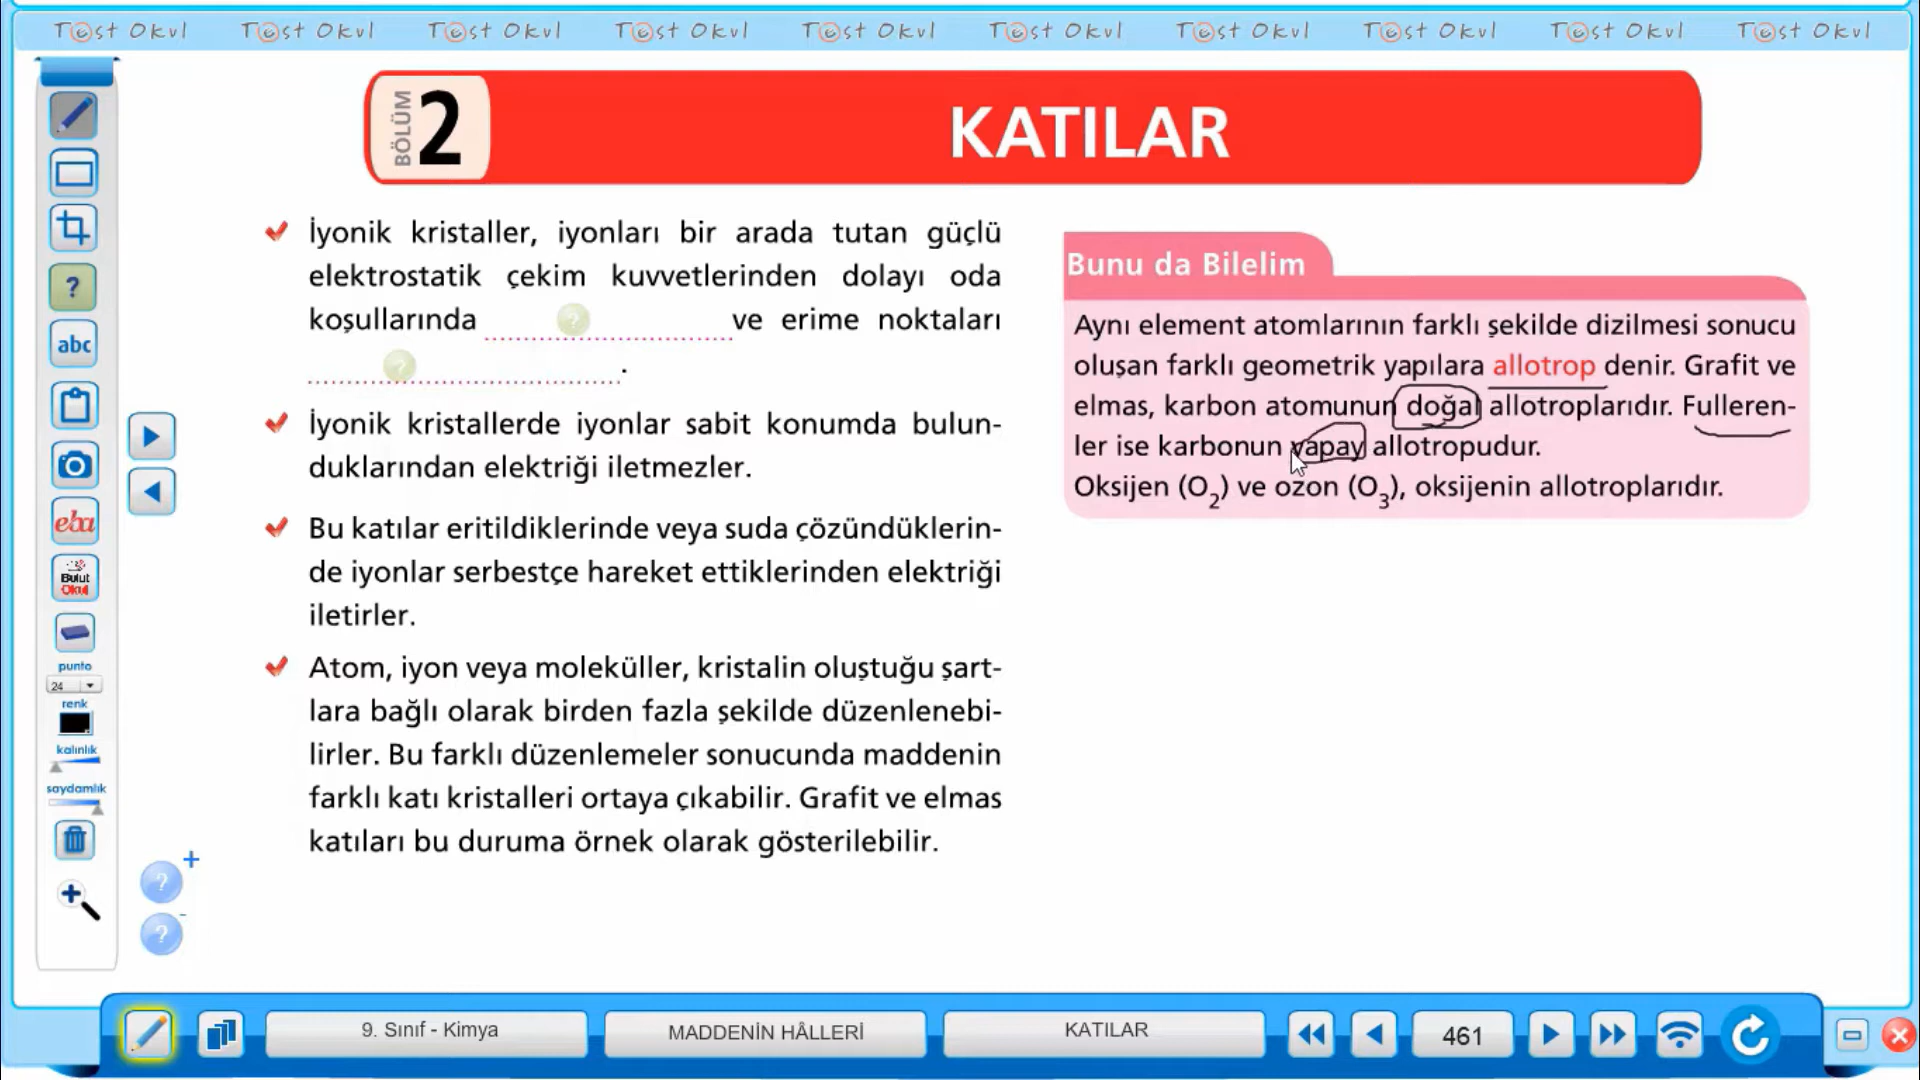 Test Okul Test Okul Test Okul Test Okul Test Okul Test Okul Test Okul Test Okul Test Okul Test Okul
BÖLÜM 2
KATILAR
İyonik kristaller, iyonları bir arada tutan güçlü
elektrostatik çekim kuvvetlerinden dolayı oda
koşullarında ? ve erime noktaları
? .
İyonik kristallerde iyonlar sabit konumda bulun-
duklarından elektriği iletmezler.
Bu katılar eritildiklerinde veya suda çözündüklerin-
de iyonlar serbestçe hareket ettiklerinden elektriği
iletirler.
Atom, iyon veya moleküller, kristalin oluştuğu şart-
lara bağlı olarak birden fazla şekilde düzenlenebi-
lirler. Bu farklı düzenlemeler sonucunda maddenin
farklı katı kristalleri ortaya çıkabilir. Grafit ve elmas
katıları bu duruma örnek olarak gösterilebilir.
Bunu da Bilelim
Aynı element atomlarının farklı şekilde dizilmesi sonucu
oluşan farklı geometrik yapılara allotrop denir. Grafit ve
elmas, karbon atomunun doğal allotroplarıdır. Fulleren-
ler ise karbonun yapay allotropudur.
Oksijen (O2) ve ozon (O3), oksijenin allotroplarıdır.
?
abc
eba
Bulut
Okul
punto
24
renk
kalınlık
saydamlık
? +
? -
9. Sınıf - Kimya
MADDENİN HÂLLERİ
KATILAR
461